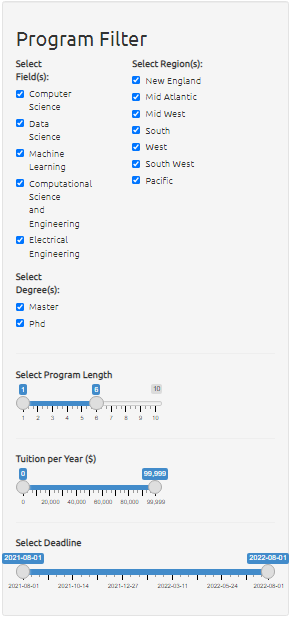 Program Filter
Select
Field(s):
Computer
Science
Data
Science
Machine
Learning
Computational
Science
and
Engineering
Electrical
Engineering
Select
Degree(s):
Master
Phd
Select Region(s):
New England
Mid Atlantic
Mid West
South
West
South West
Pacific
Select Program Length
1 6 10
1 2 3 4 5 6 7 8 9 10
Tuition per Year ($)
0 99,999
0 20,000 40,000 60,000 80,000 99,999
Select Deadline
2021-08-01 2022-08-01
2021-08-01 2021-10-14 2021-12-27 2022-03-11 2022-05-24 2022-08-01